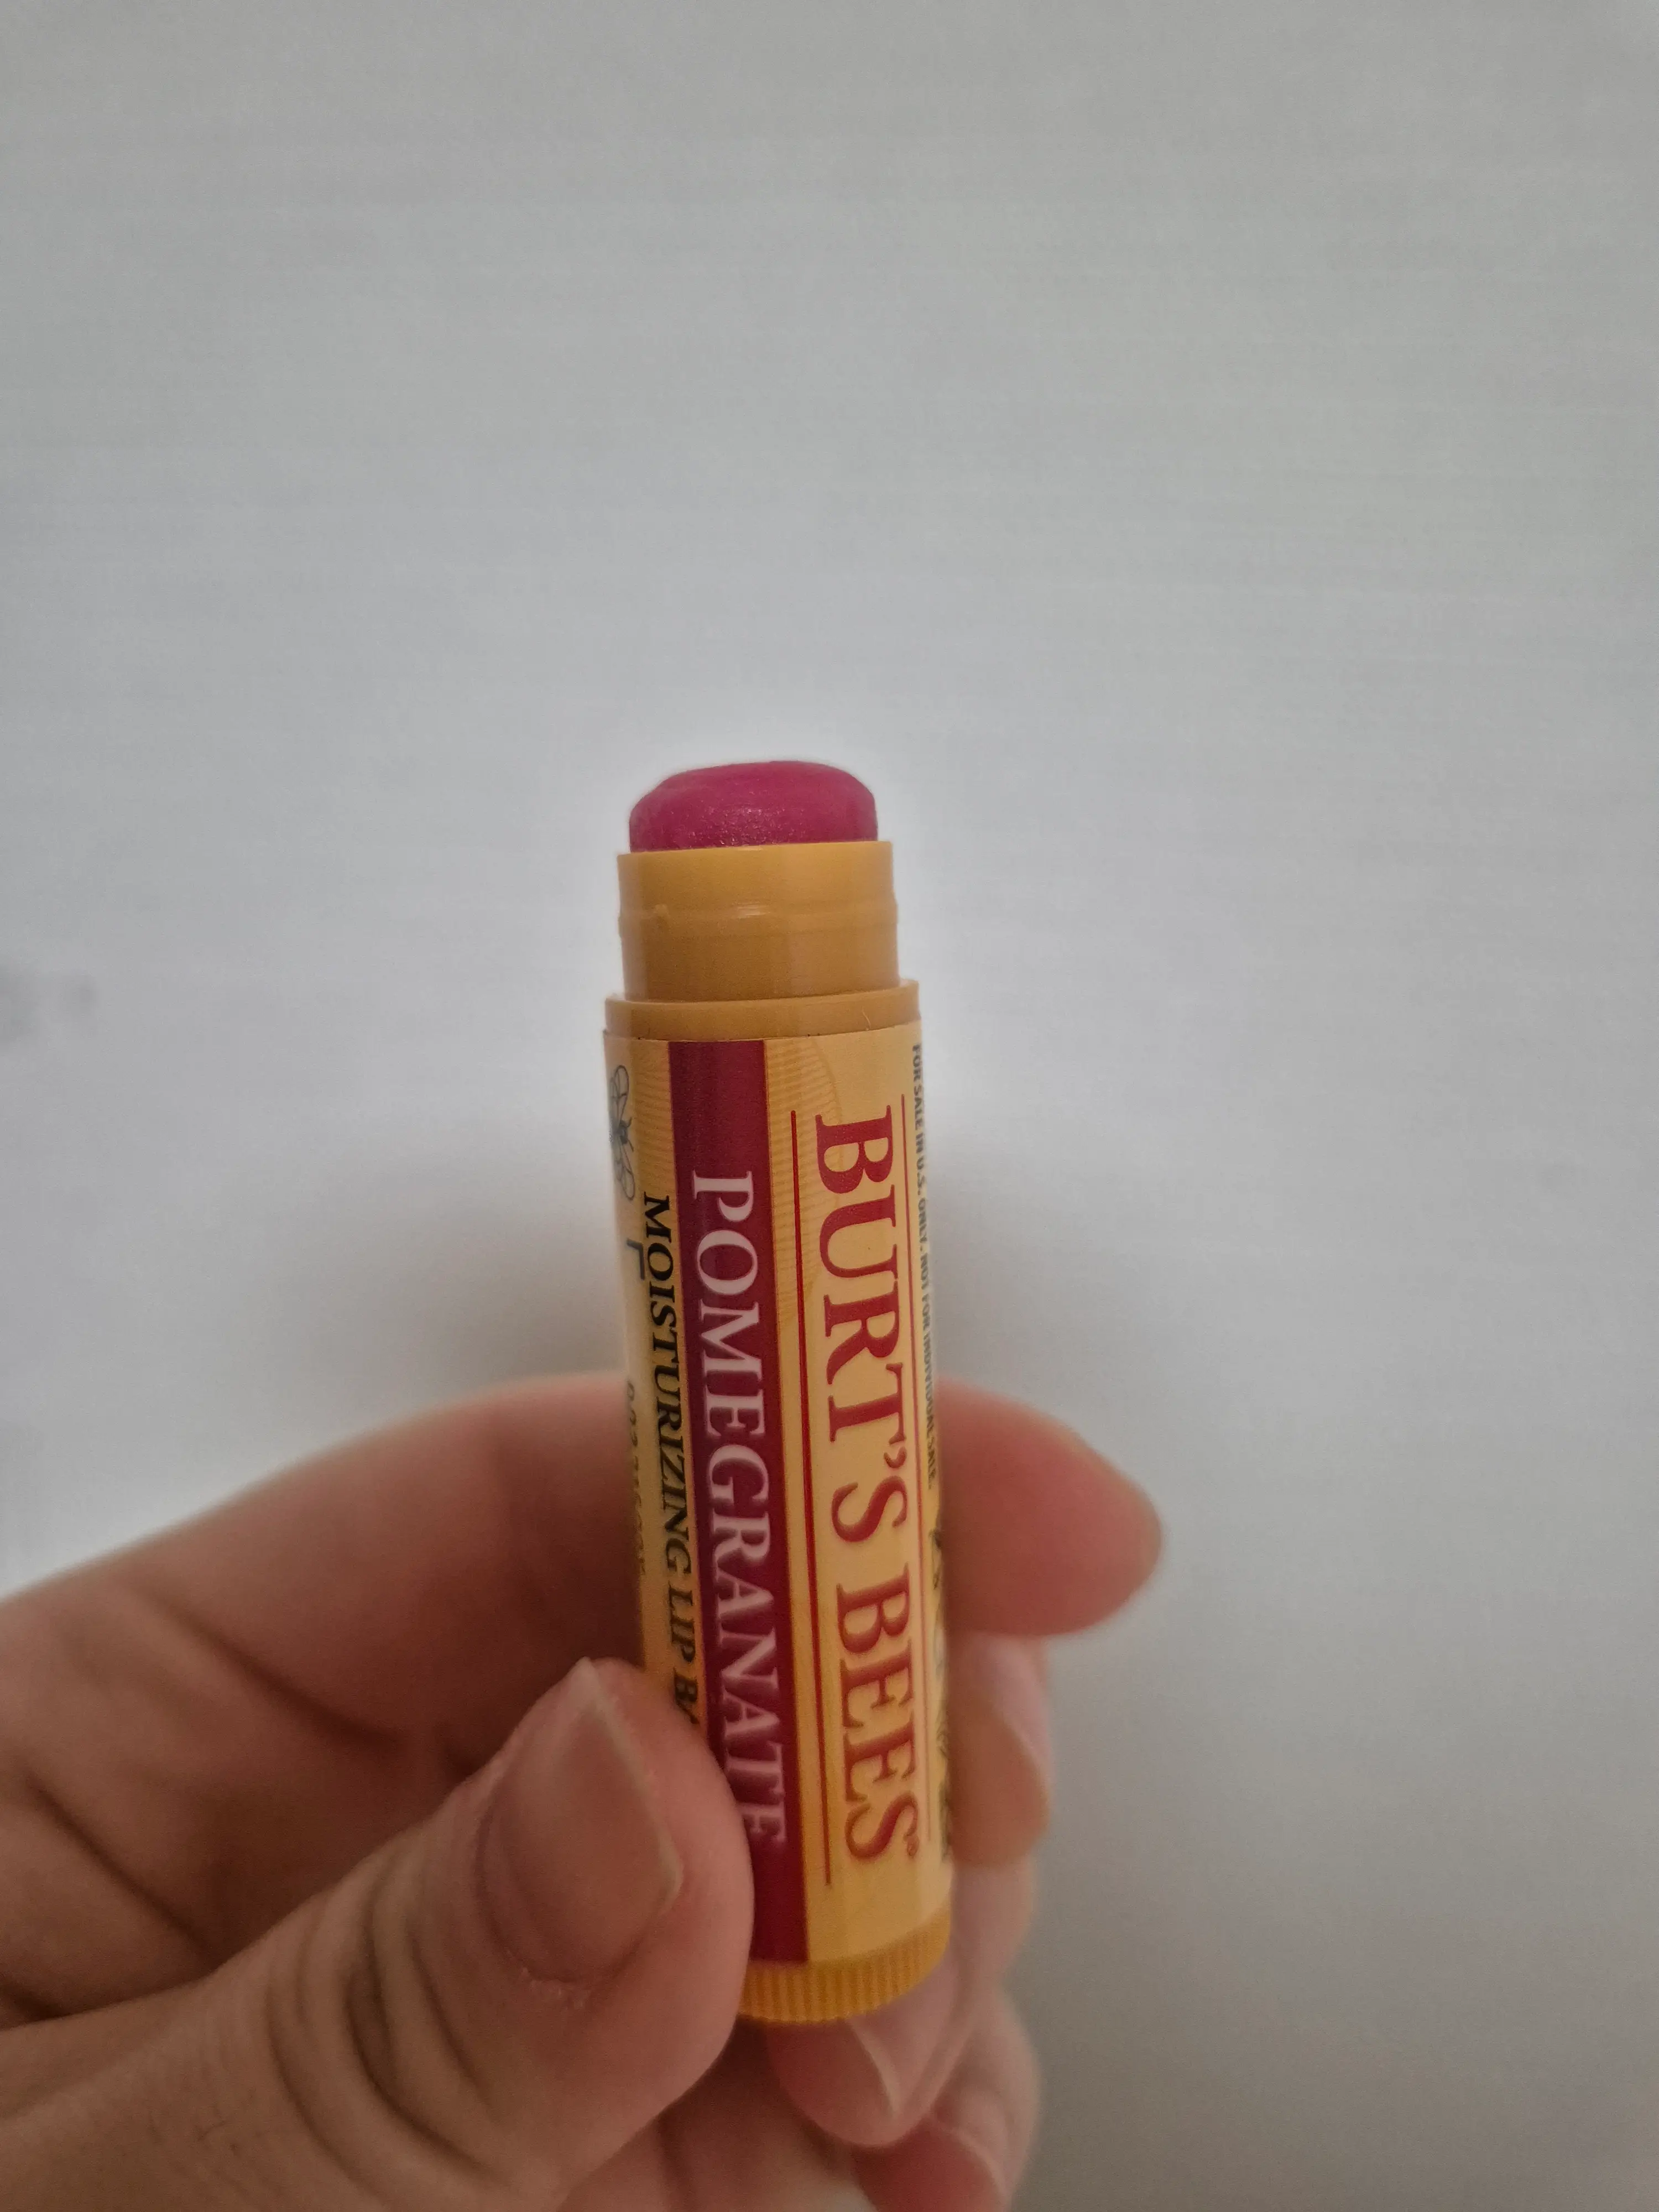 FOR SALE IN U.S. ONLY. NOT FOR INDIVIDUAL SALE.
BURT'S BEES®
POMEGRANATE
MOISTURIZING LIP